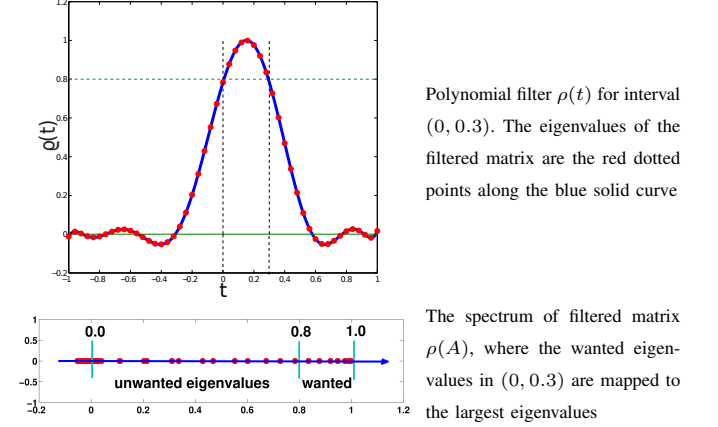 1.2
1
0.8
0.6
0.4
0.2
0
−0.2
ρ(t)
−1 −0.8 −0.6 −0.4 −0.2 0 0.2 0.4 0.6 0.8 1
t
Polynomial filter ρ(t) for interval
(0, 0.3). The eigenvalues of the
filtered matrix are the red dotted
points along the blue solid curve
1
0.5
0
−0.5
−1
0.0 0.8 1.0
unwanted eigenvalues wanted
−0.2 0 0.2 0.4 0.6 0.8 1 1.2
The spectrum of filtered matrix
ρ(A), where the wanted eigen-
values in (0, 0.3) are mapped to
the largest eigenvalues